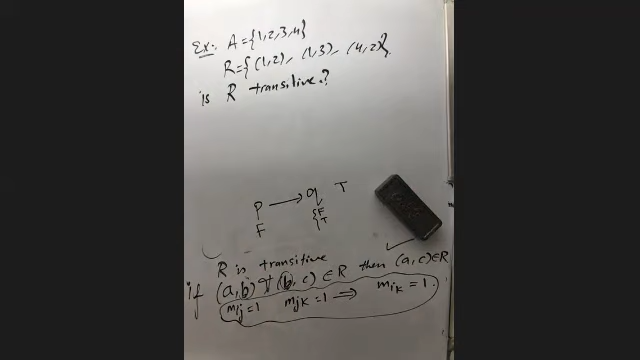 Ex:. A={1,2,3,4}
R={(1,2), (1,3), (4,2)}
is R transitive.?
P → q T
F {F
T
R is transitive
if (a,b) & (b,c) ∈ R then (a,c) ∈ R
mij=1 mjk=1 ⇒ mik=1.